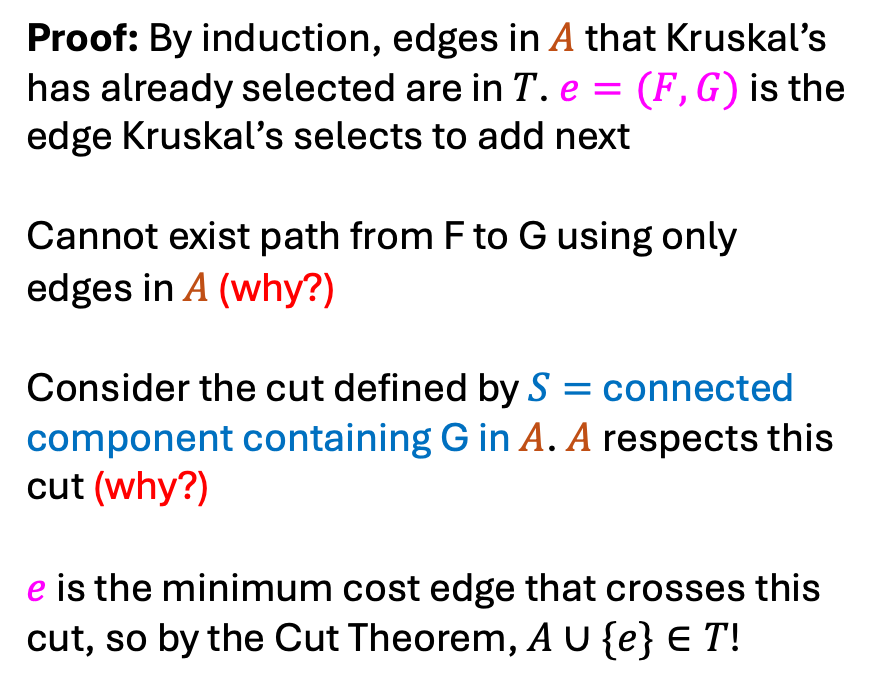 Proof: By induction, edges in A that Kruskal’s
has already selected are in T. e = (F, G) is the
edge Kruskal’s selects to add next
Cannot exist path from F to G using only
edges in A (why?)
Consider the cut defined by S = connected
component containing G in A. A respects this
cut (why?)
e is the minimum cost edge that crosses this
cut, so by the Cut Theorem, A ∪ {e} ∈ T!